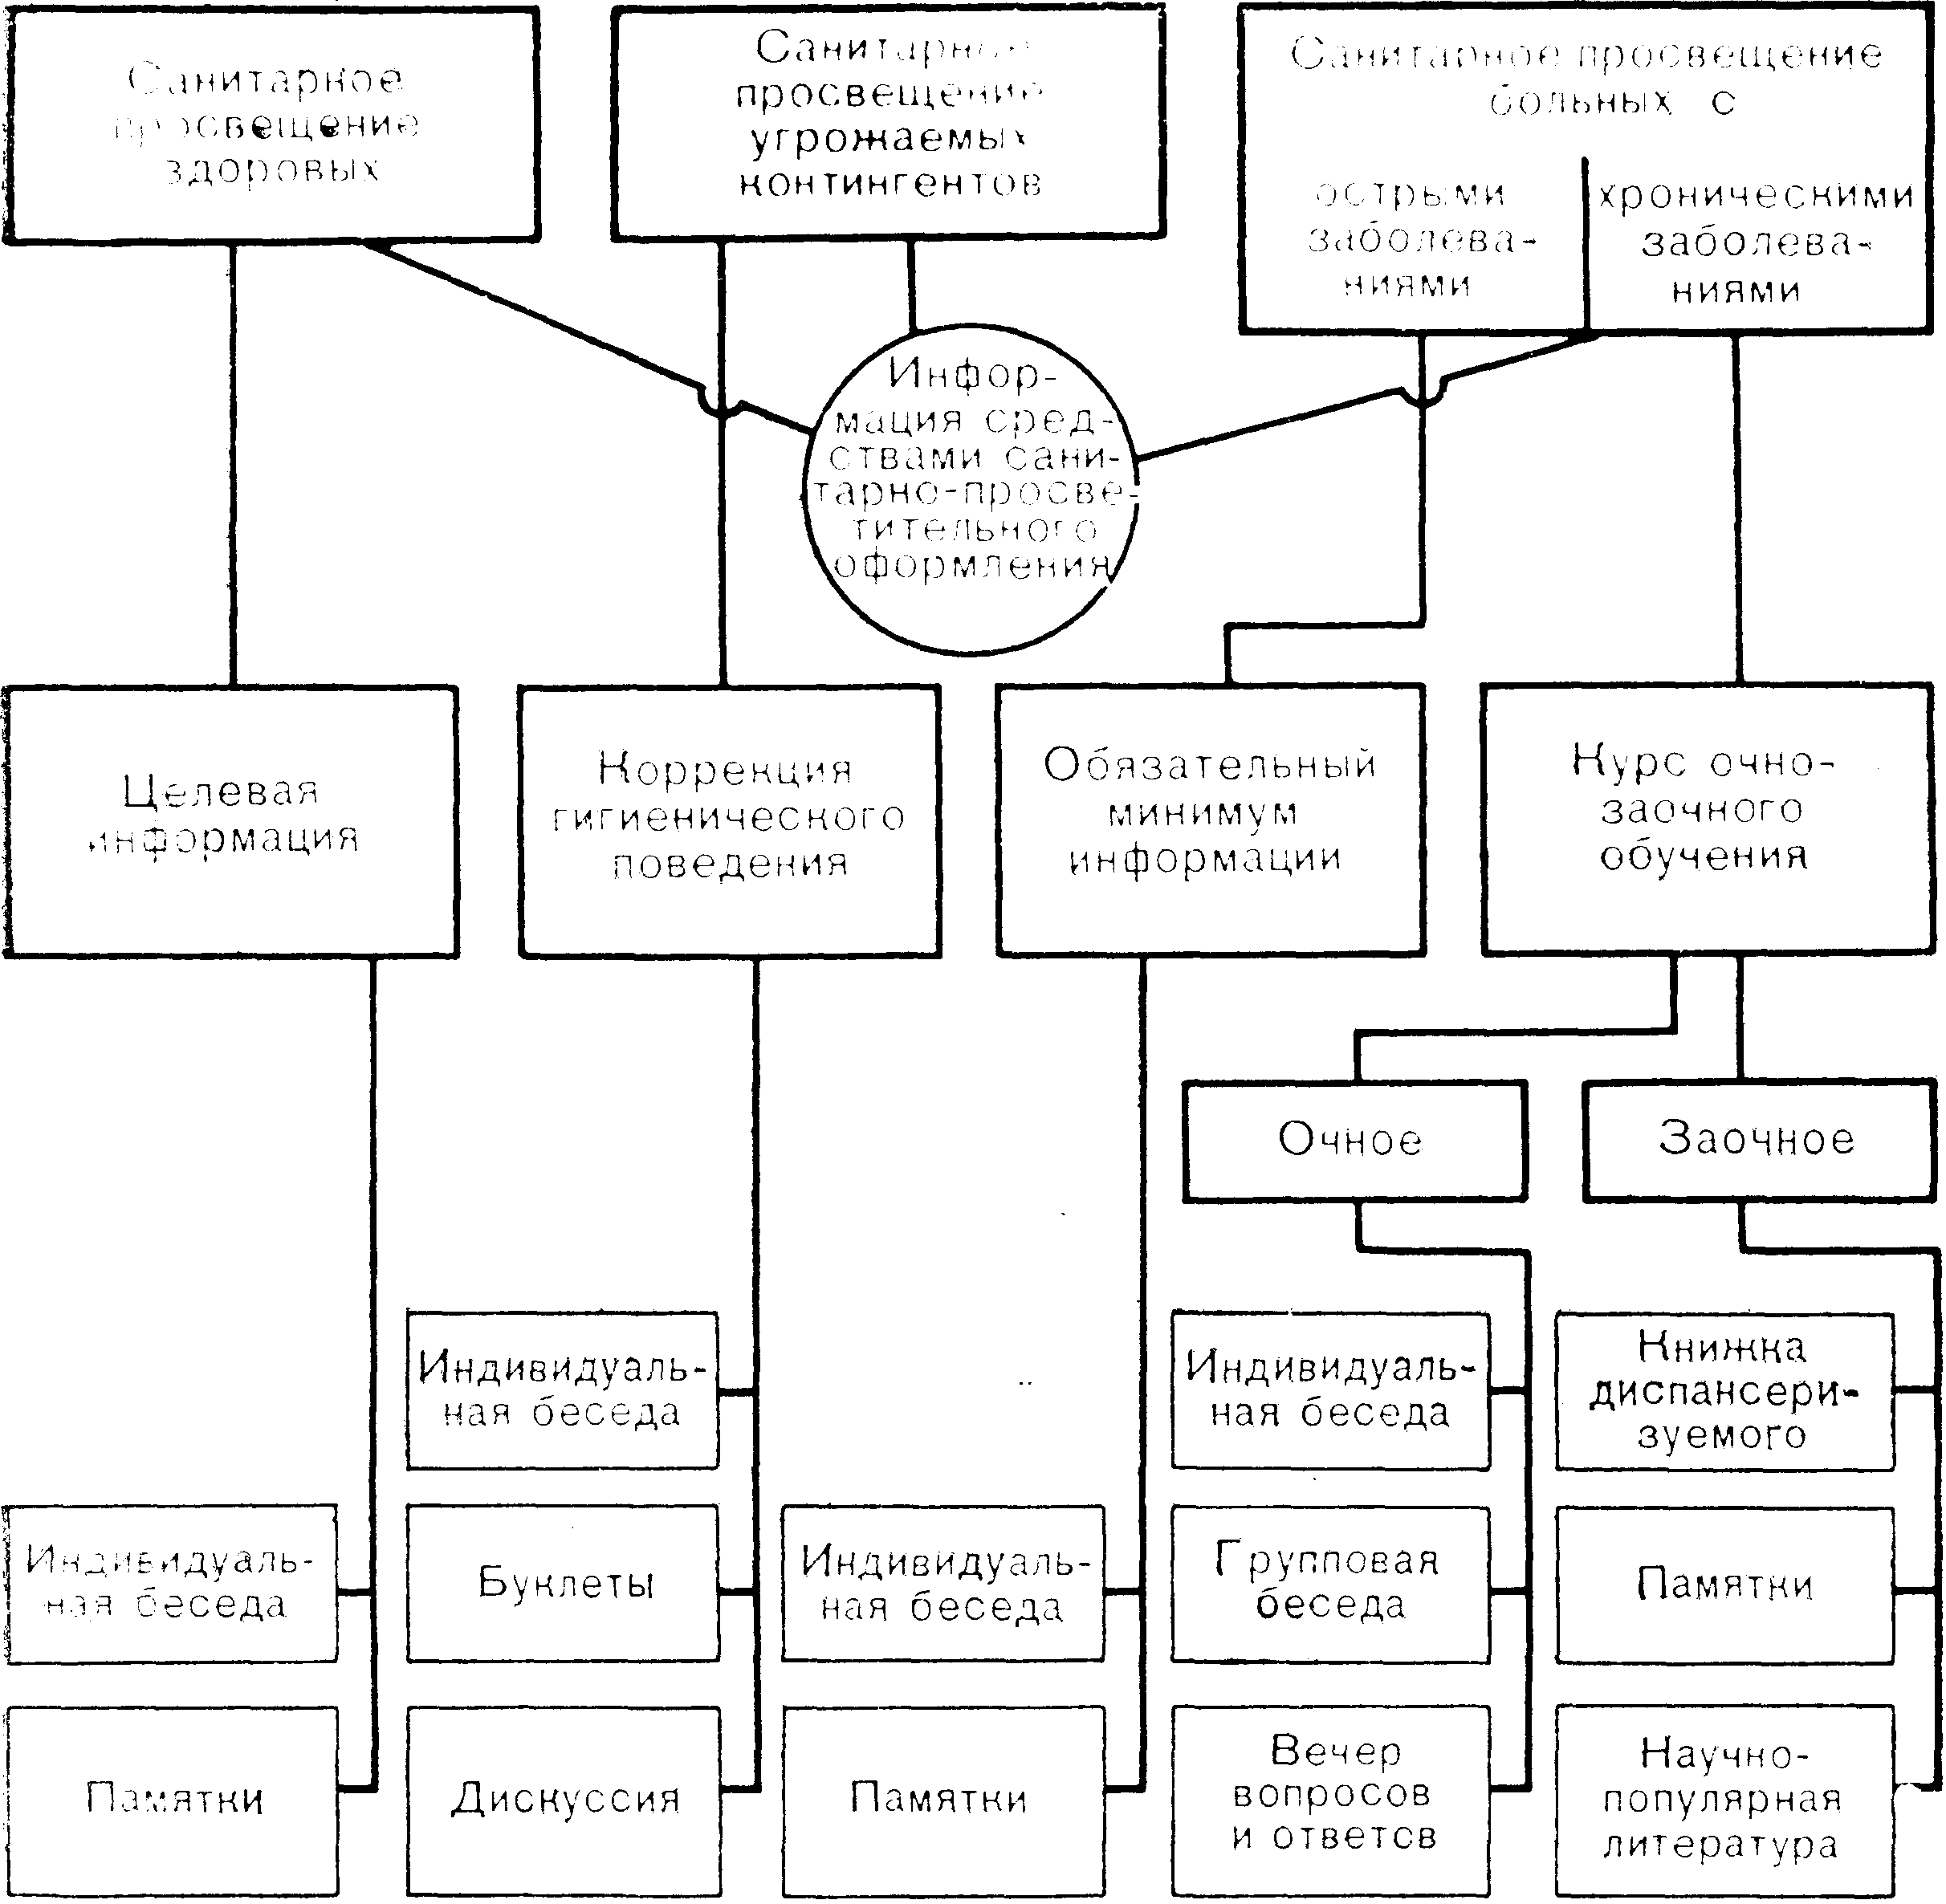 Санитарное
просвещение
здоровых
Санитарное
просвещение
угрожаемых
контингентов
Санитарное просвещение
больных с
острыми
заболева-
ниями
хроническими
заболева-
ниями
Инфор-
мация сред-
ствами сани-
тарно-просве-
тительного
оформления
Целевая
информация
Коррекция
гигиенического
поведения
Обязательный
минимум
информации
Курс очно-
заочного
обучения
Очное
Заочное
Индивидуаль-
ная беседа
Памятки
Индивидуаль-
ная беседа
Буклеты
Дискуссия
Индивидуаль-
ная беседа
Памятки
Индивидуаль-
ная беседа
Групповая
беседа
Вечер
вопросов
и ответов
Книжка
диспансери-
зуемого
Памятки
Научно-
популярная
литература